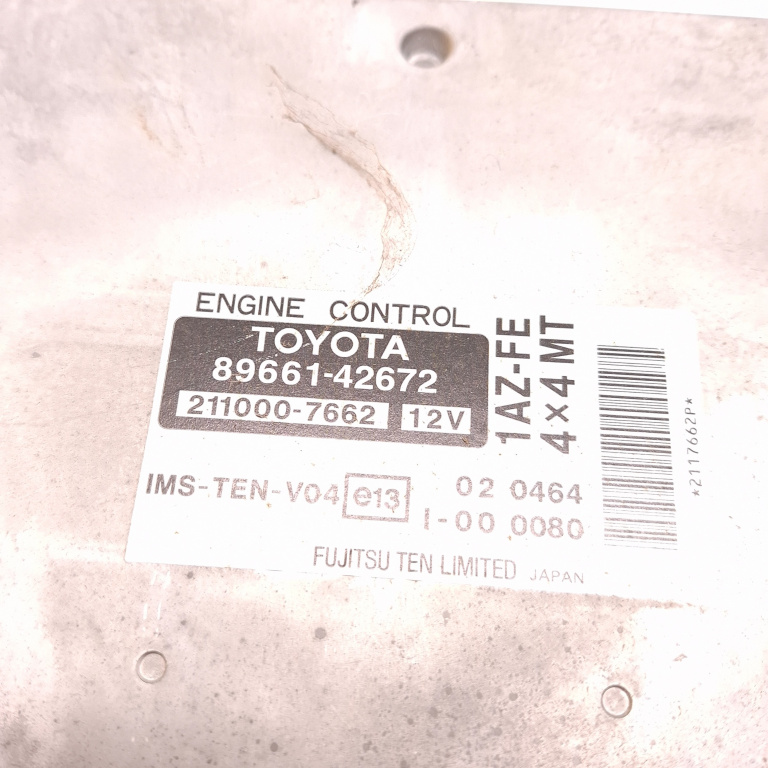 ENGINE CONTROL
TOYOTA
89661-42672
211000-7662 12V
1AZ-FE
4×4 MT
IMS-TEN-V04 e13 02 0464
I-00 0080
FUJITSU TEN LIMITED JAPAN
*2117662P*